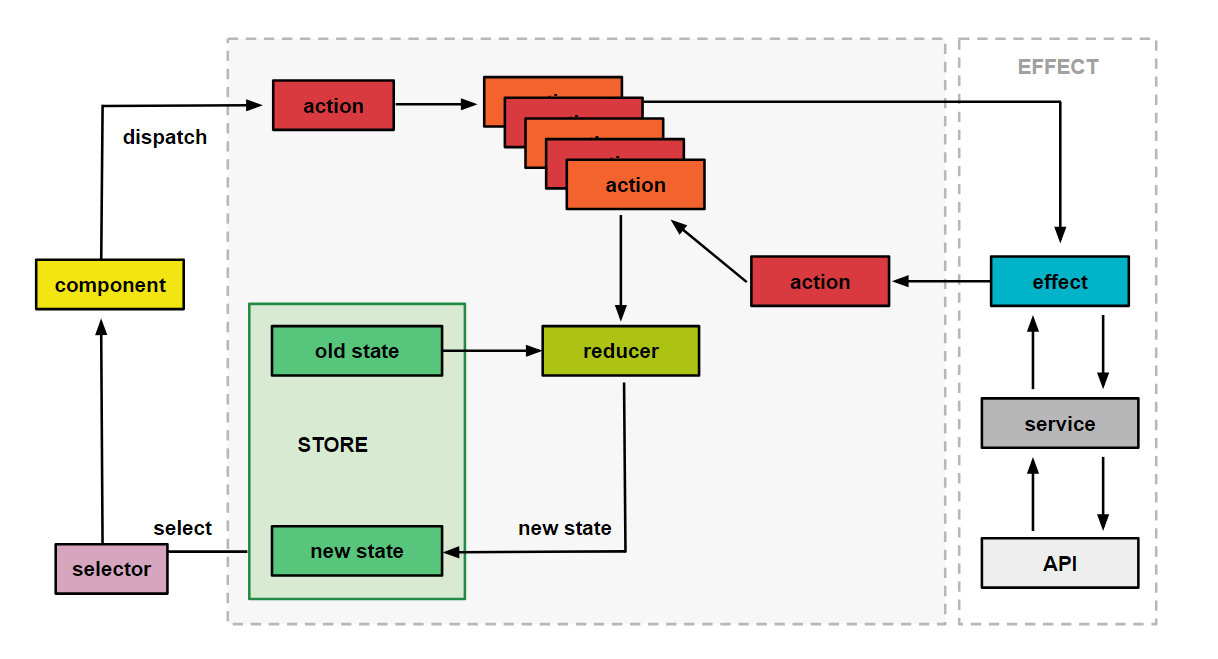 EFFECT
action
dispatch
action
component
action
effect
old state
reducer
service
STORE
select
new state
new state
selector
API